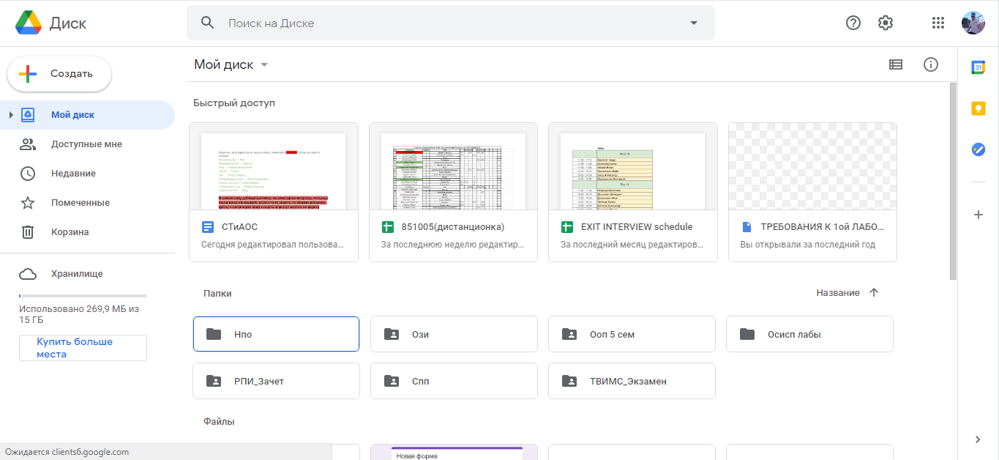 Диск
Поиск на Диске
Создать
Мой диск
Доступные мне
Недавние
Помеченные
Корзина
Хранилище
Использовано 269,9 МБ из
15 ГБ
Купить больше
места
Мой диск
31
Быстрый доступ
СТиАОС
Сегодня редактировал пользова...
851005(дистанционка)
За последнюю неделю редактир...
EXIT INTERVIEW schedule
За последний месяц редактиров...
ТРЕБОВАНИЯ К 1ой ЛАБО...
Вы открывали за последний год
Папки
Название
Нпо
Ози
Ооп 5 сем
Осисп лабы
РПИ_Зачет
Спп
ТВИМС_Экзамен
Файлы
Новая форма
Ожидается clients6.google.com